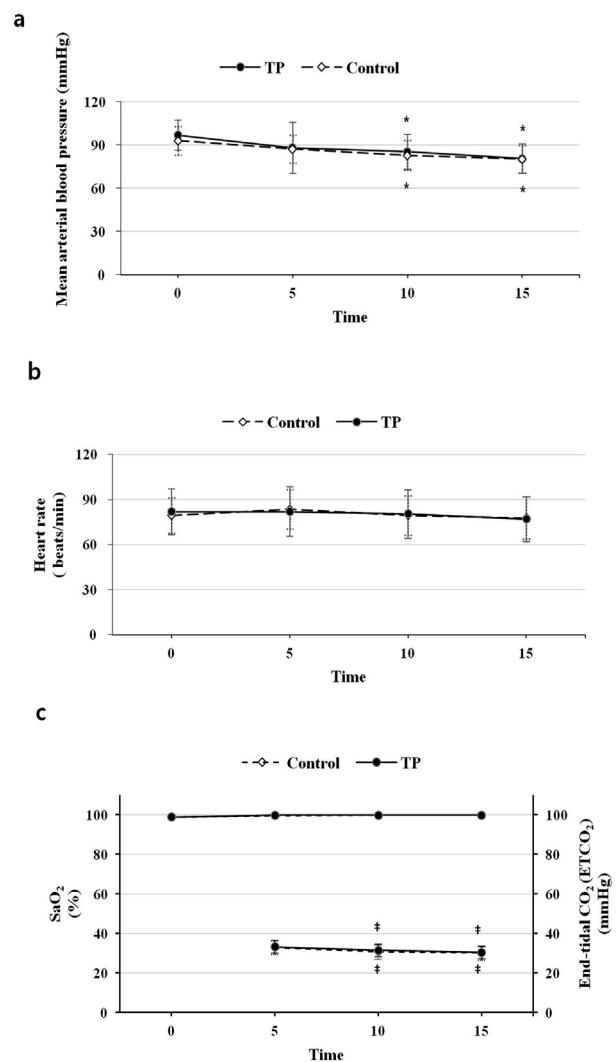 a
TP Control
Mean arterial blood pressure (mmHg)
120
90
60
30
0
* *
* *
0 5 10 15
Time
b
Control TP
Heart rate
( beats/min)
120
90
60
30
0
0 5 10 15
Time
c
Control TP
SaO2
(%)
100
80
60
40
20
0
‡ ‡
‡ ‡
100
80
60
40
20
0
End-tidal CO2 (ETCO2)
(mmHg)
0 5 10 15
Time